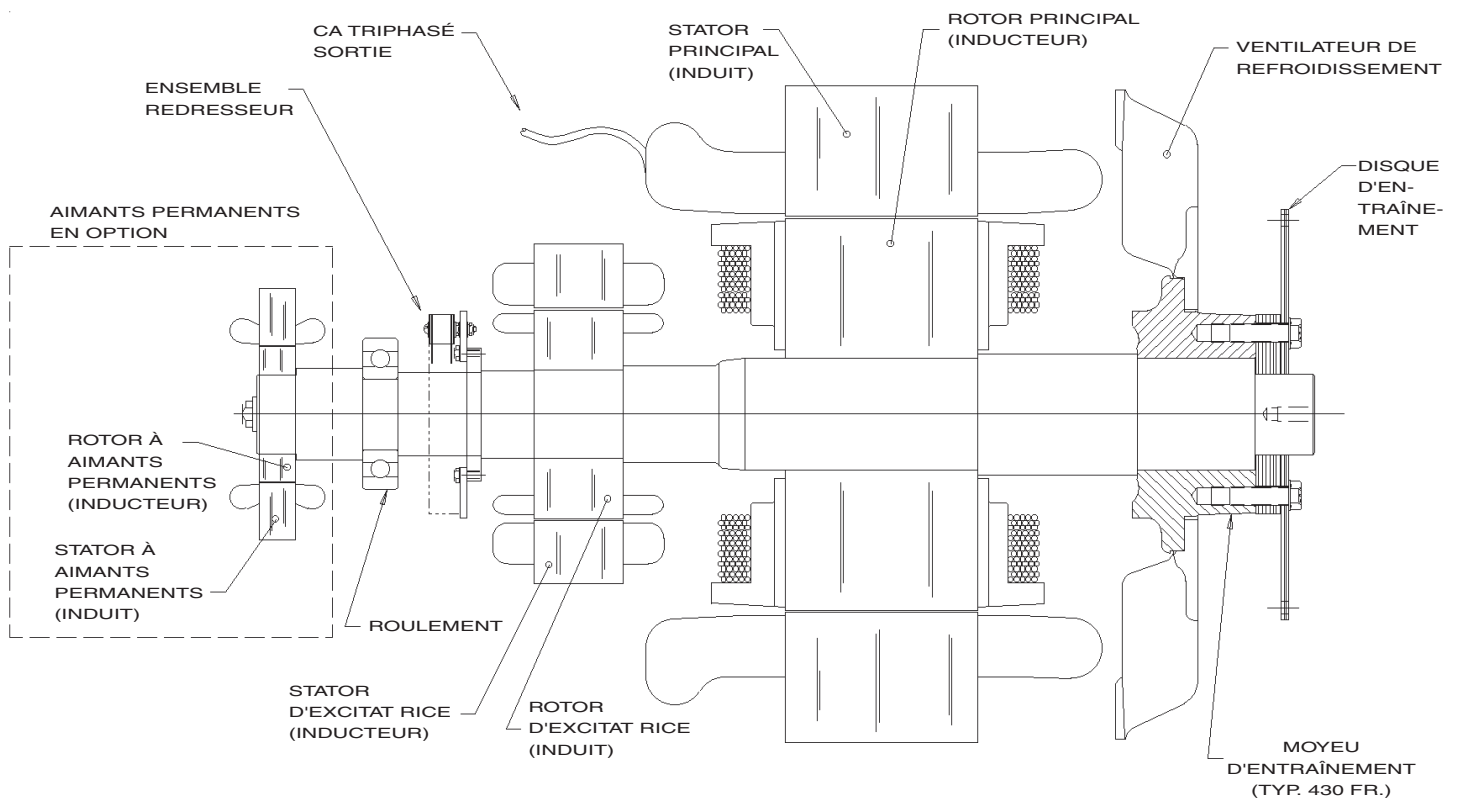 CA TRIPHASÉ
SORTIE
STATOR
PRINCIPAL
(INDUIT)
ROTOR PRINCIPAL
(INDUCTEUR)
VENTILATEUR DE
REFROIDISSEMENT
ENSEMBLE
REDRESSEUR
DISQUE
D'EN-
TRAÎNE-
MENT
AIMANTS PERMANENTS
EN OPTION
ROTOR À
AIMANTS
PERMANENTS
(INDUCTEUR)
STATOR À
AIMANTS
PERMANENTS
(INDUIT)
ROULEMENT
STATOR
D'EXCITAT RICE
(INDUCTEUR)
ROTOR
D'EXCITAT RICE
(INDUIT)
MOYEU
D'ENTRAÎNEMENT
(TYP. 430 FR.)